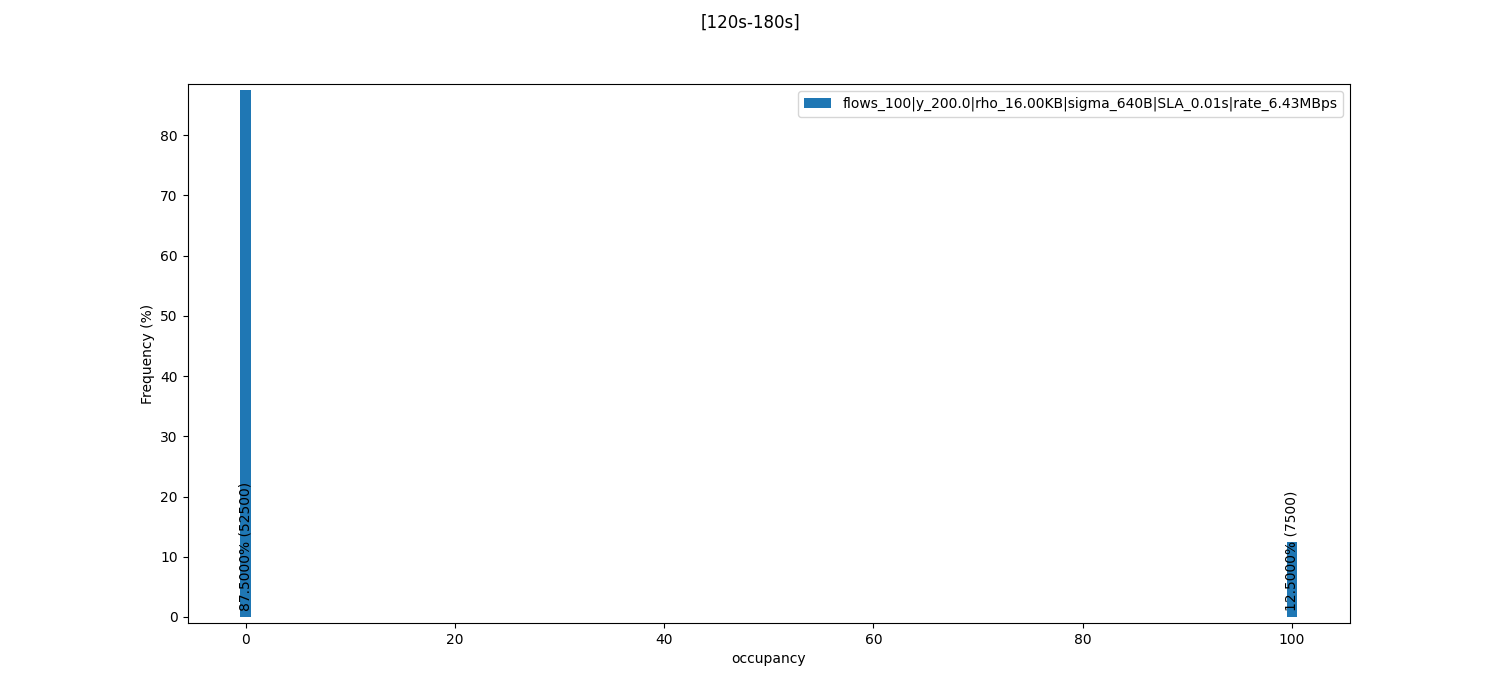 [120s-180s]
flows_100|y_200.0|rho_16.00KB|sigma_640B|SLA_0.01s|rate_6.43MBps
Frequency (%)
80
70
60
50
40
30
20
10
0
87.5000% (52500)
12.5000% (7500)
0 20 40 60 80 100
occupancy